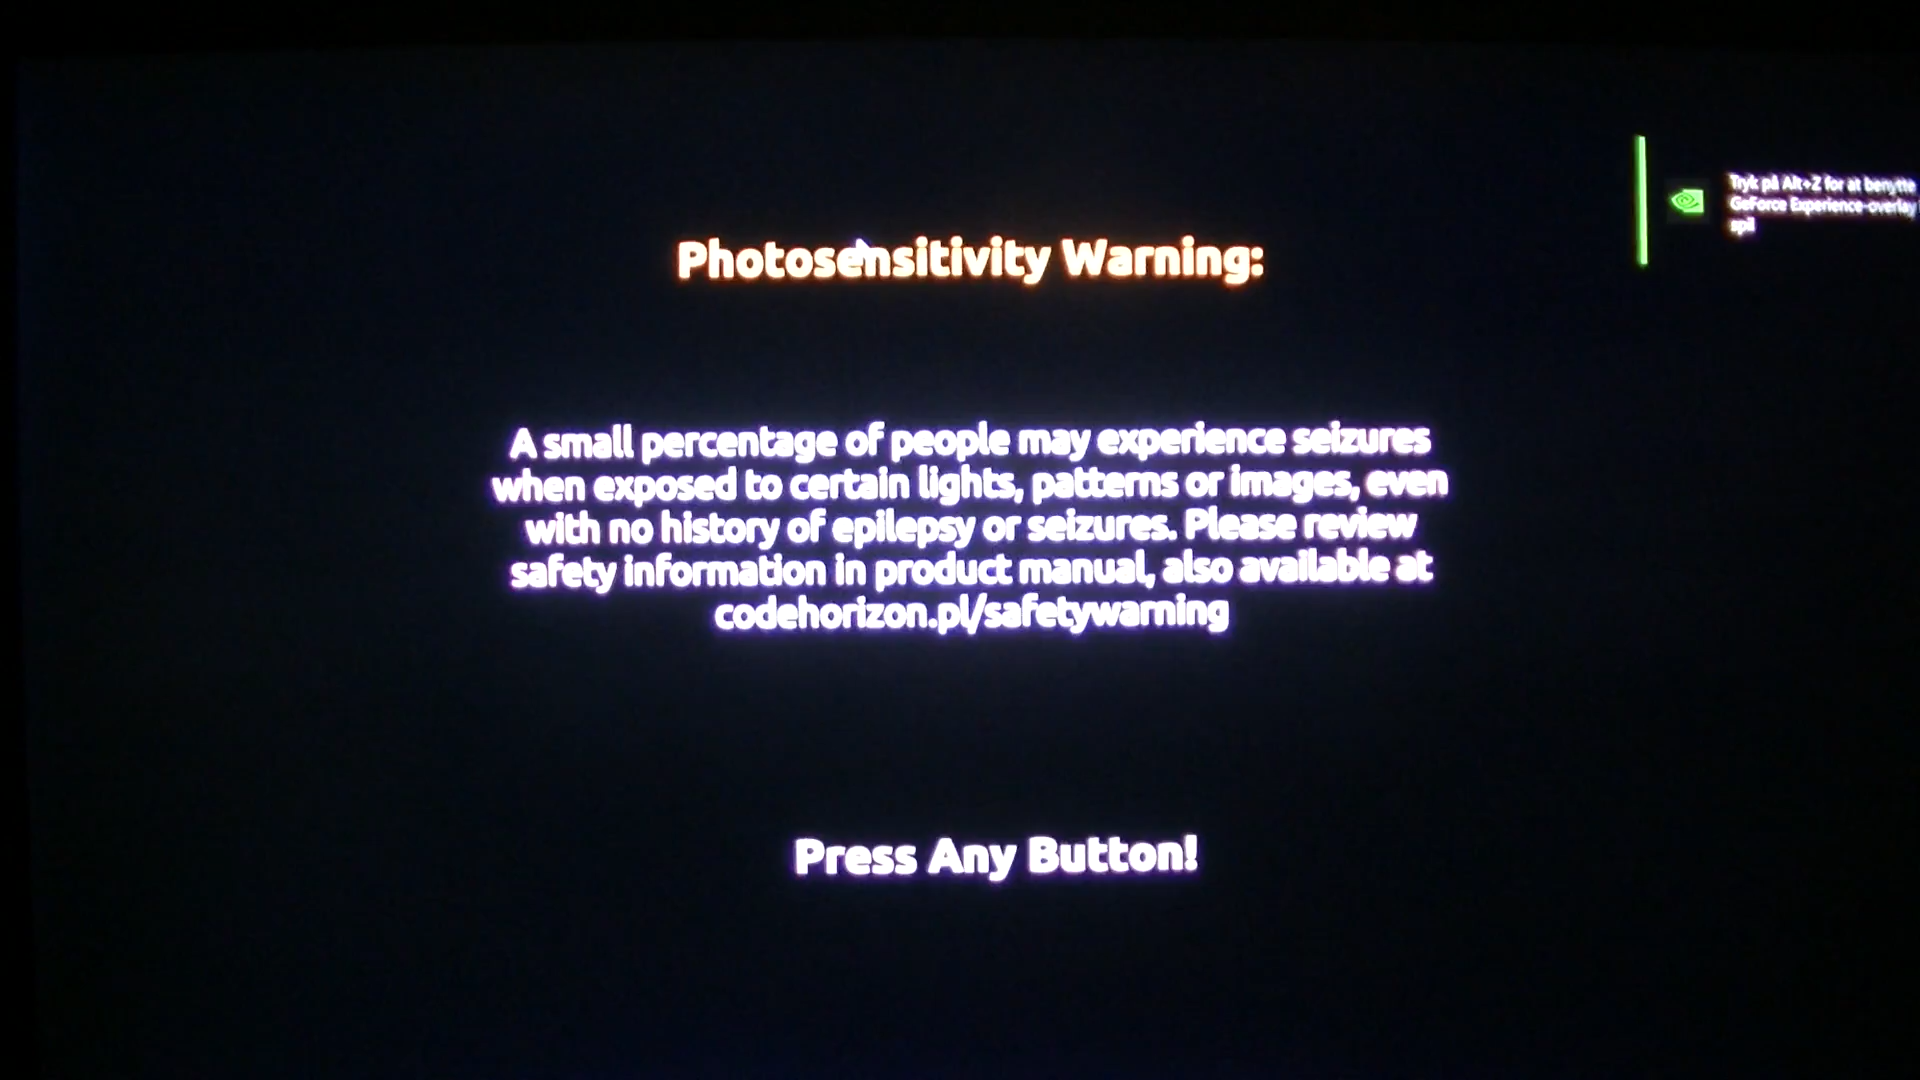 Photosensitivity Warning:
A small percentage of people may experience seizures
when exposed to certain lights, patterns or images, even
with no history of epilepsy or seizures. Please review
safety information in product manual, also available at
codehorizon.pl/safetywarning
Press Any Button!
Tryk på Alt+Z for at benytte
GeForce Experience-overlay
spil